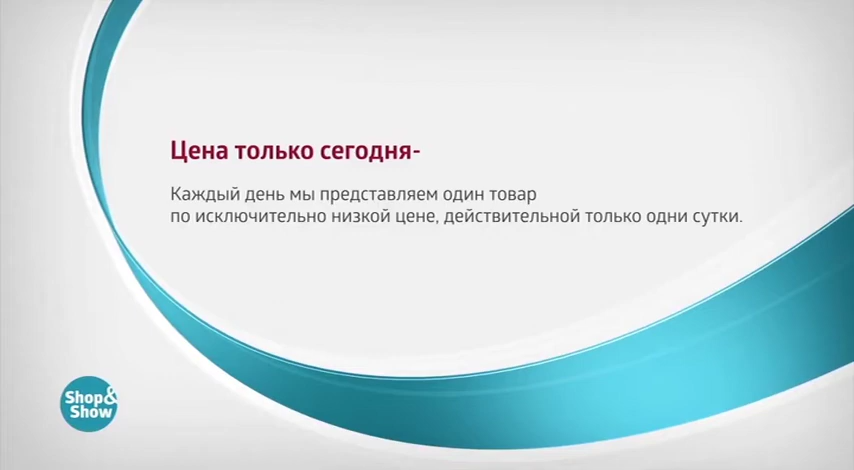 Цена только сегодня-
Каждый день мы представляем один товар
по исключительно низкой цене, действительной только одни сутки.
Shop&
Show